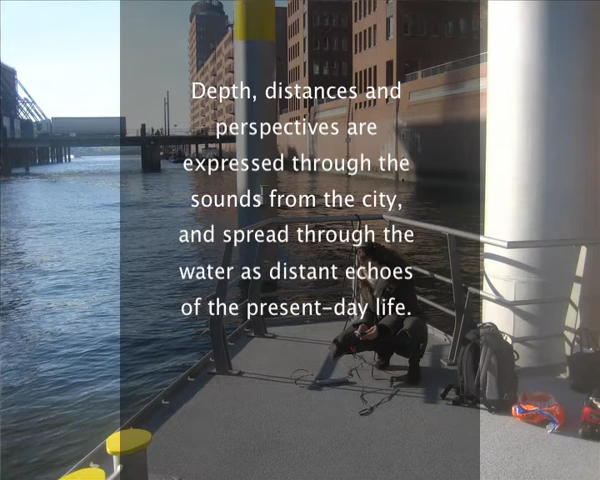 Depth, distances and
perspectives are
expressed through the
sounds from the city,
and spread through the
water as distant echoes
of the present-day life.